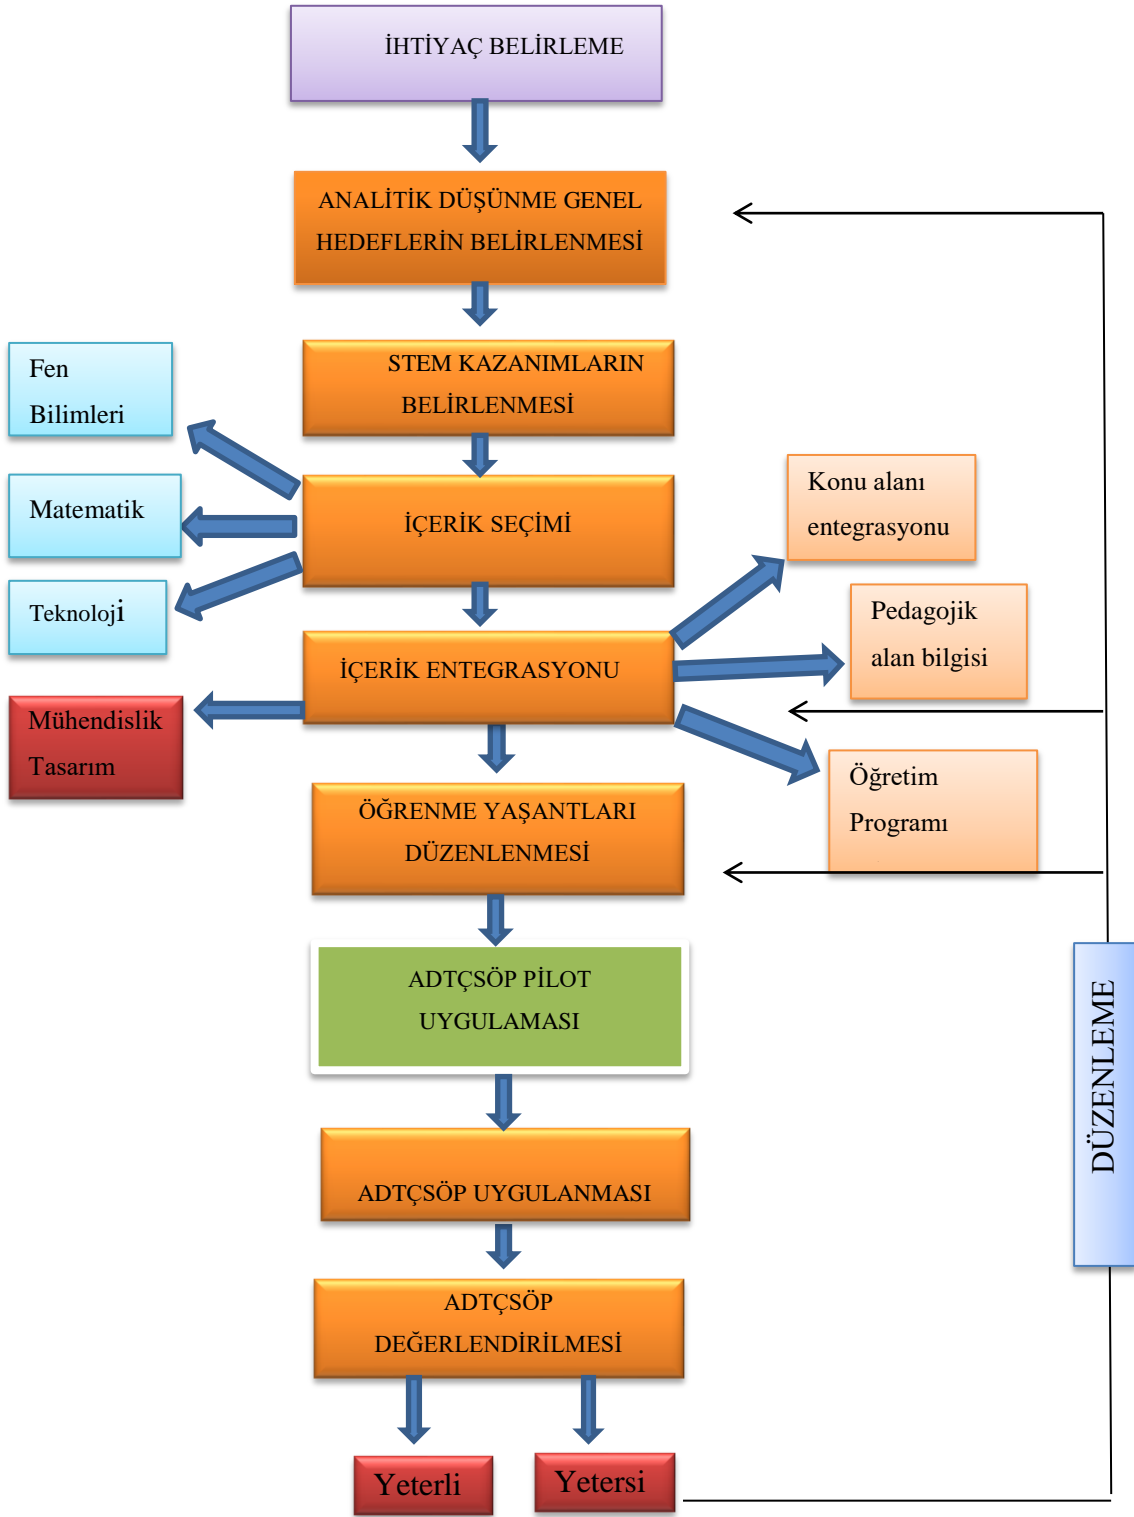 İHTİYAÇ BELİRLEME
ANALİTİK DÜŞÜNME GENEL
HEDEFLERİN BELİRLENMESİ
STEM KAZANIMLARIN
BELİRLENMESİ
Fen
Bilimleri
Matematik
Teknoloji
İÇERİK SEÇİMİ
Konu alanı
entegrasyonu
Pedagojik
alan bilgisi
İÇERİK ENTEGRASYONU
Mühendislik
Tasarım
Öğretim
Programı
ÖĞRENME YAŞANTLARI
DÜZENLENMESİ
ADTÇSÖP PİLOT
UYGULAMASI
DÜZENLEME
ADTÇSÖP UYGULANMASI
ADTÇSÖP
DEĞERLENDİRİLMESİ
Yeterli
Yetersi